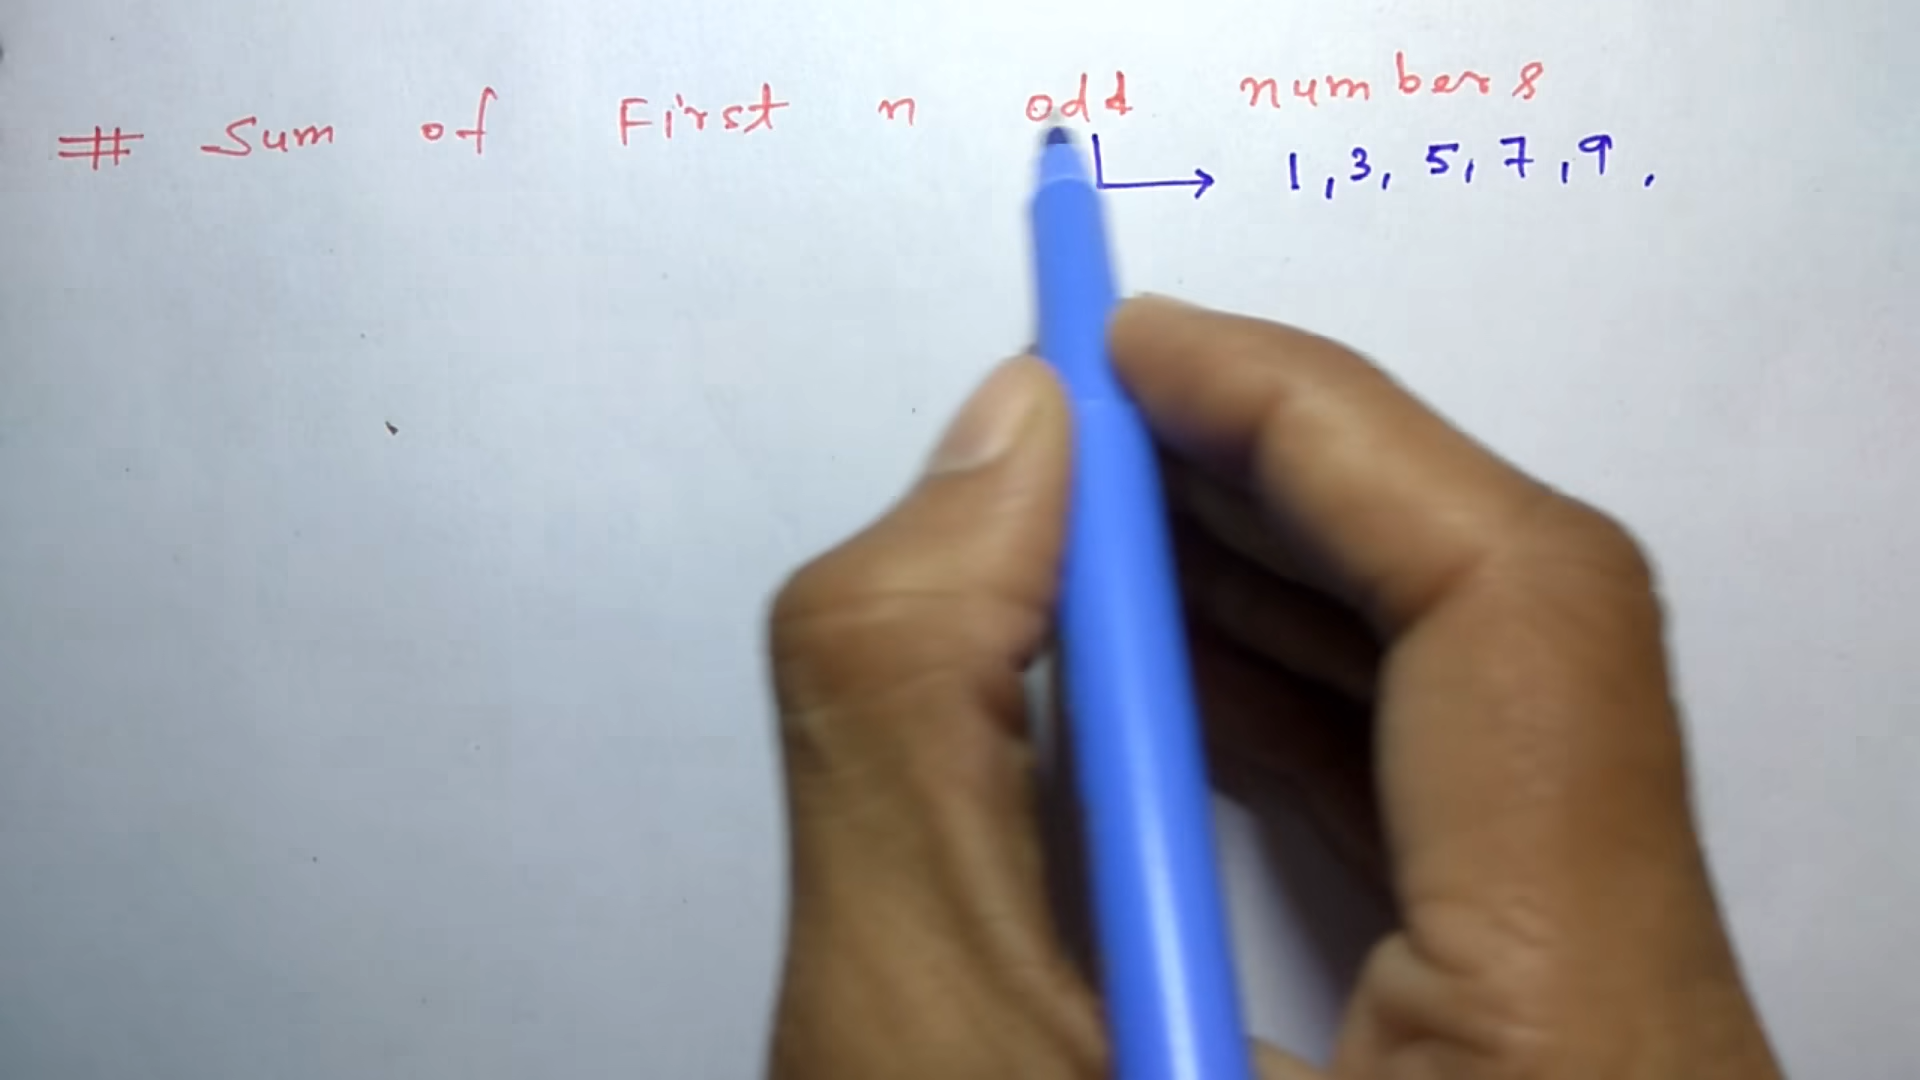 # Sum of First n odd numbers
1, 3, 5, 7, 9.